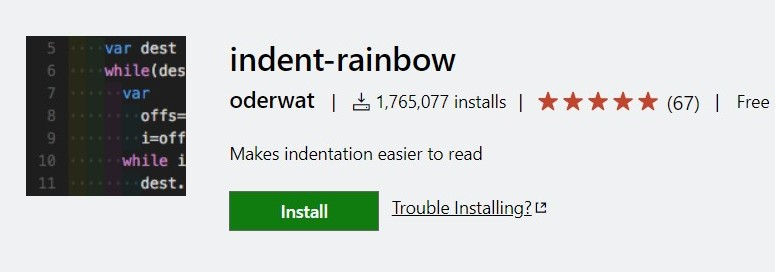 indent-rainbow
oderwat | 1,765,077 installs | ★★★★★ (67) | Free
Makes indentation easier to read
Install Trouble Installing?
5 ····var dest
6 ····while(des
7 ······var
8 ········offs=
9 ········i=off
10 ······while i
11 ········dest.